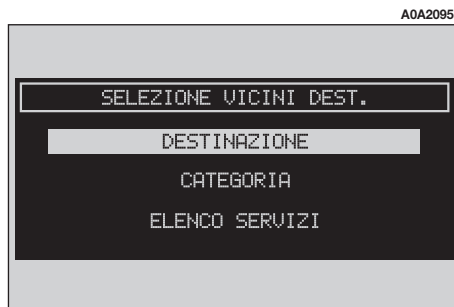 A0A2095
SELEZIONE VICINI DEST.
DESTINAZIONE
CATEGORIA
ELENCO SERVIZI